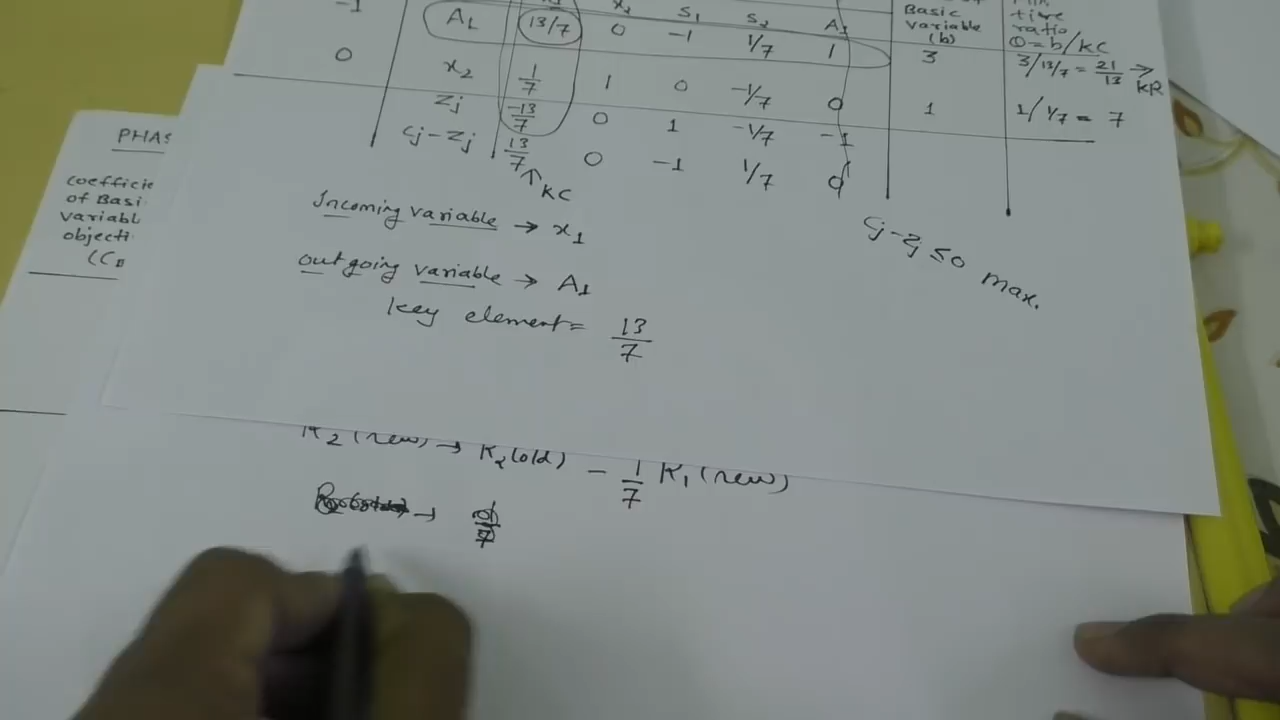 Basic time
variable ratio
(b) θ=b/KC
-1 A1 13/7 0 -1 1/7 1 3 3/13/7 = 21/13 → KR
0 x2 1/7 1 0 -1/7 0 1 1/1/7 = 7
Zj -13/7 0 1 -1/7 -1
Cj-Zj 13/7 0 -1 1/7 0
↑KC
PHAS
coefficie
of Basi
variabl
objecti
(CB
Incoming variable → x1
outgoing variable → A1
key element = 13/7
Cj-Zj ≤0 max.
R2(new) → R2(old) - 1/7 R1(new)
→